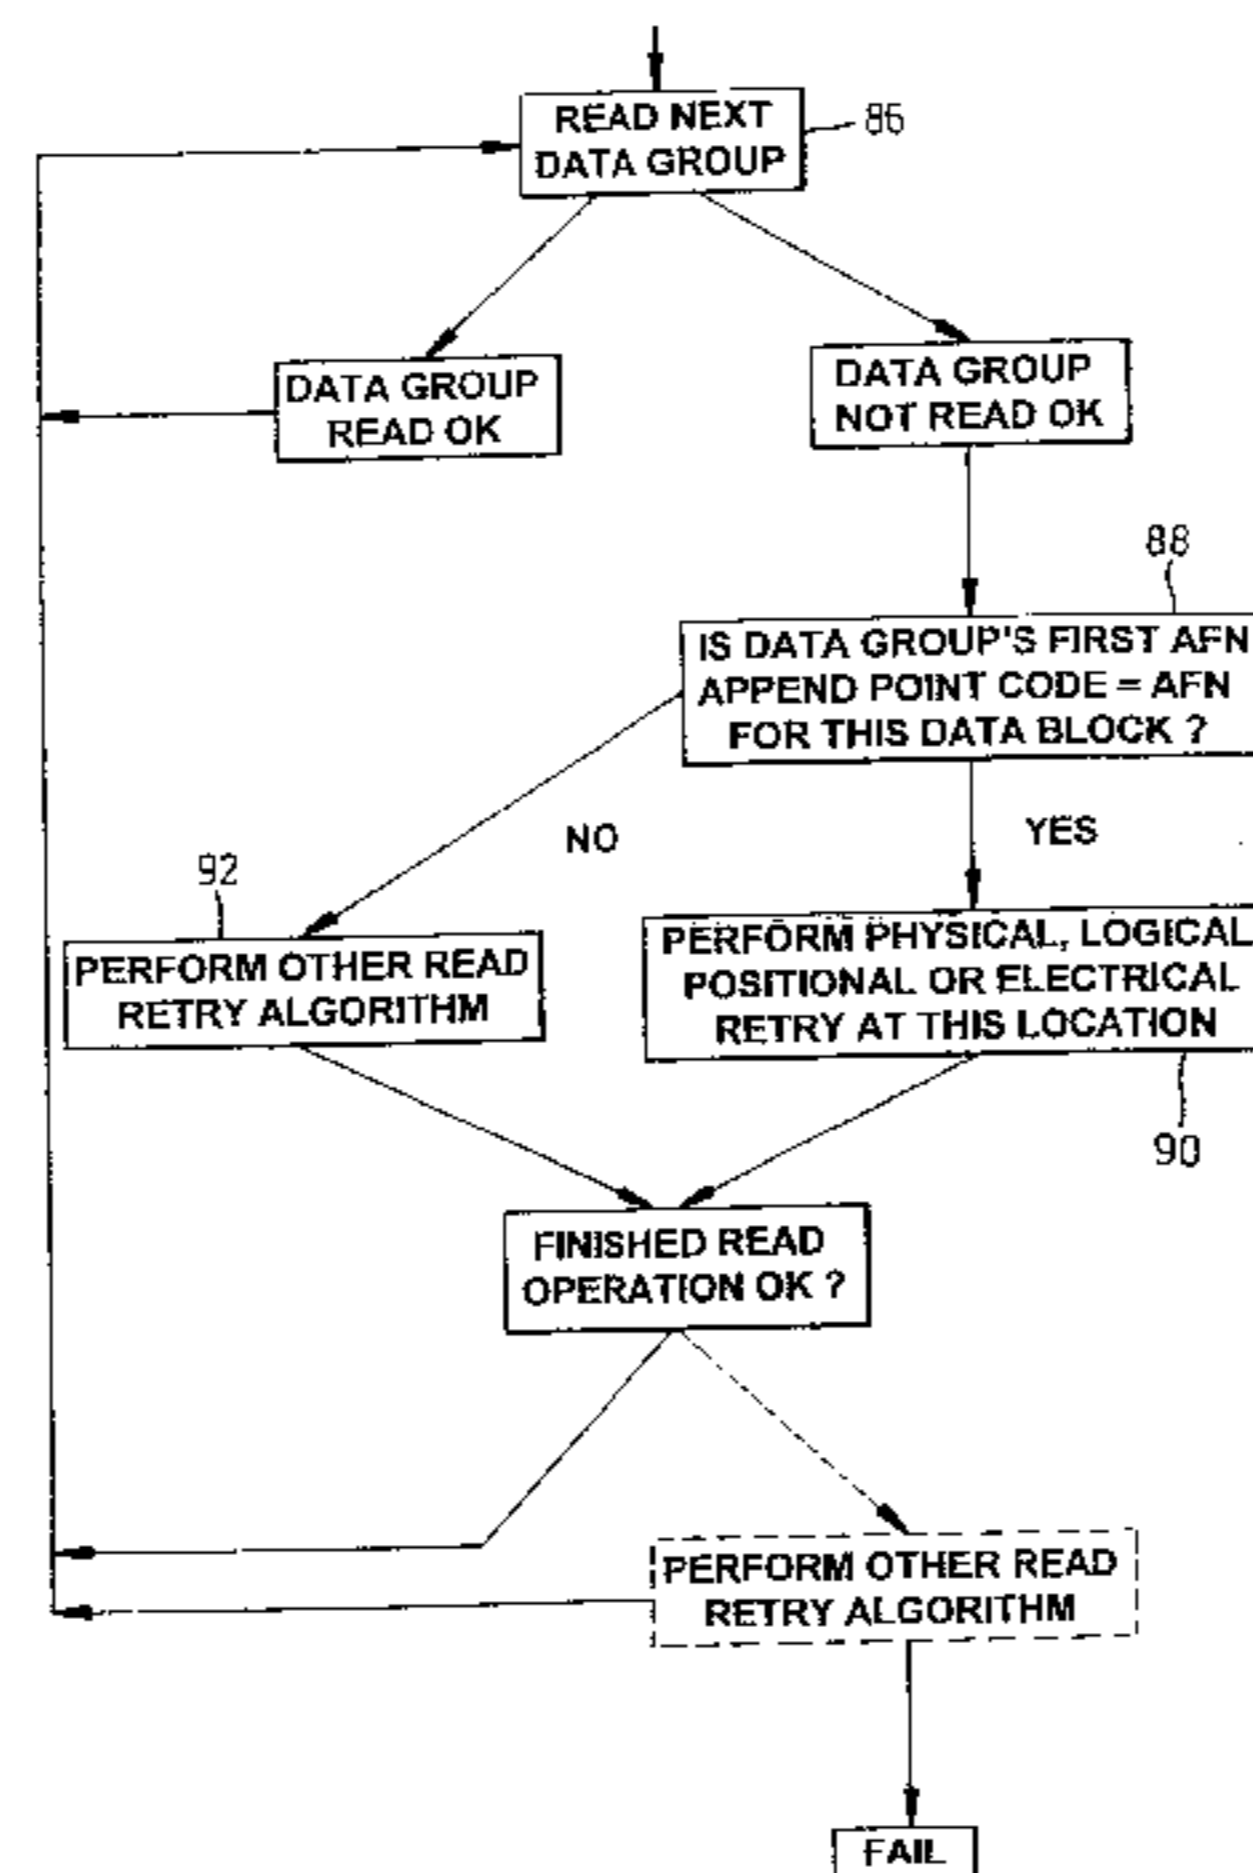 READ NEXT
DATA GROUP
86
DATA GROUP
READ OK
DATA GROUP
NOT READ OK
88
IS DATA GROUP'S FIRST AFN
APPEND POINT CODE = AFN
FOR THIS DATA BLOCK ?
NO
YES
92
PERFORM OTHER READ
RETRY ALGORITHM
PERFORM PHYSICAL, LOGICAL,
POSITIONAL OR ELECTRICAL
RETRY AT THIS LOCATION
90
FINISHED READ
OPERATION OK ?
PERFORM OTHER READ
RETRY ALGORITHM
FAIL